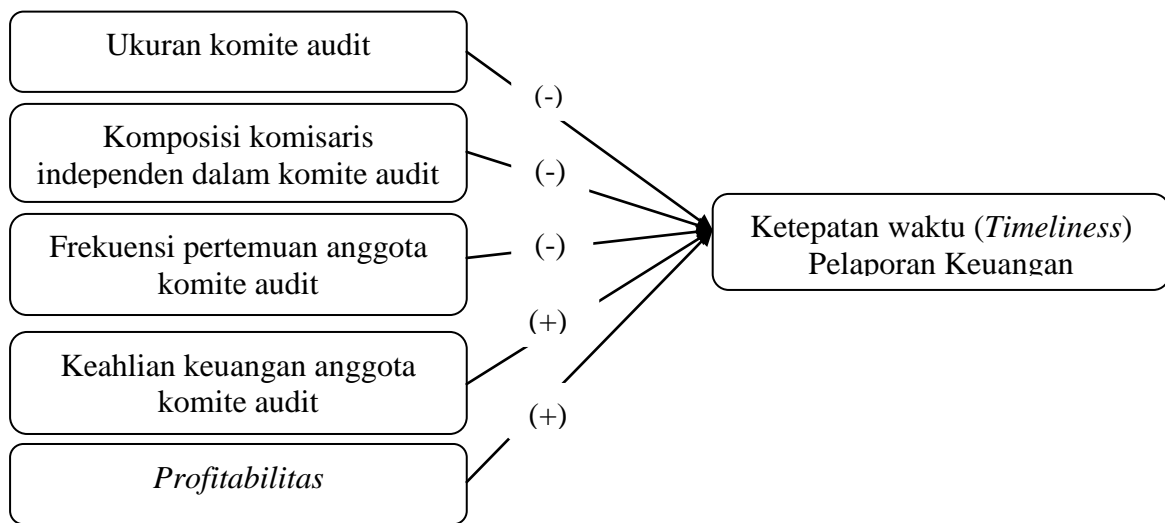 Ukuran komite audit
(-)
Komposisi komisaris
independen dalam komite audit
(-)
Frekuensi pertemuan anggota
komite audit
(-)
Ketepatan waktu (Timeliness)
Pelaporan Keuangan
(+)
Keahlian keuangan anggota
komite audit
(+)
Profitabilitas